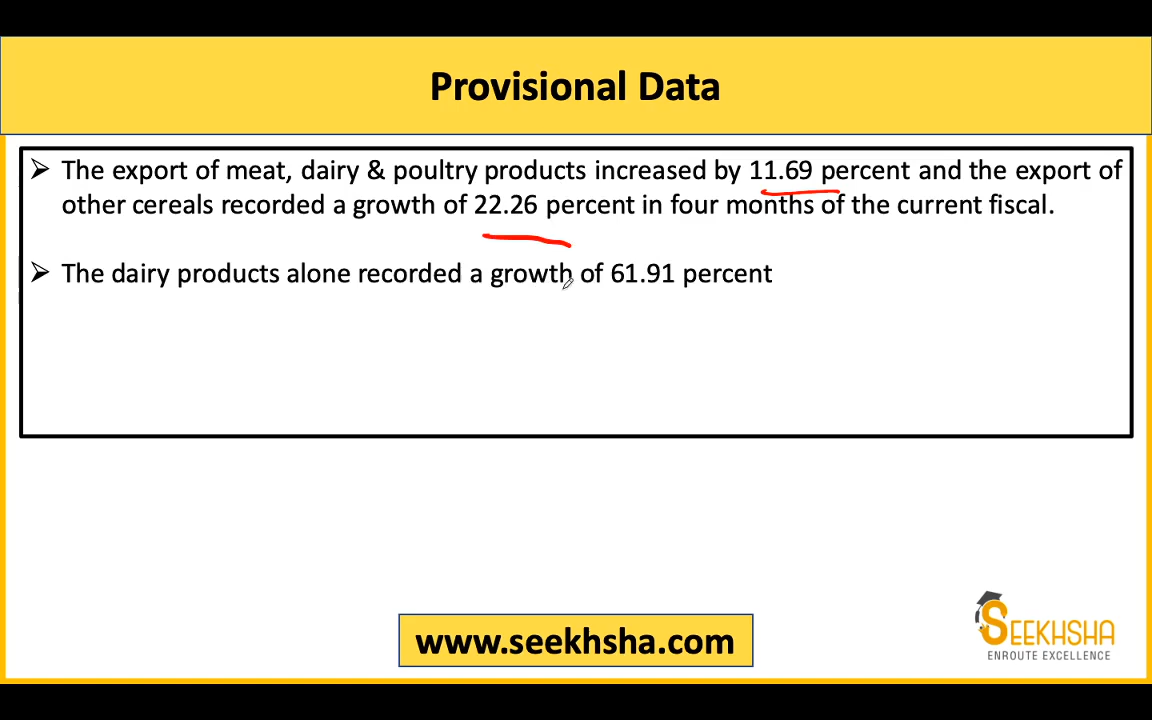 Provisional Data
➢ The export of meat, dairy & poultry products increased by 11.69 percent and the export of
other cereals recorded a growth of 22.26 percent in four months of the current fiscal.
➢ The dairy products alone recorded a growth of 61.91 percent
www.seekhsha.com
SEEKHSHA
ENROUTE EXCELLENCE